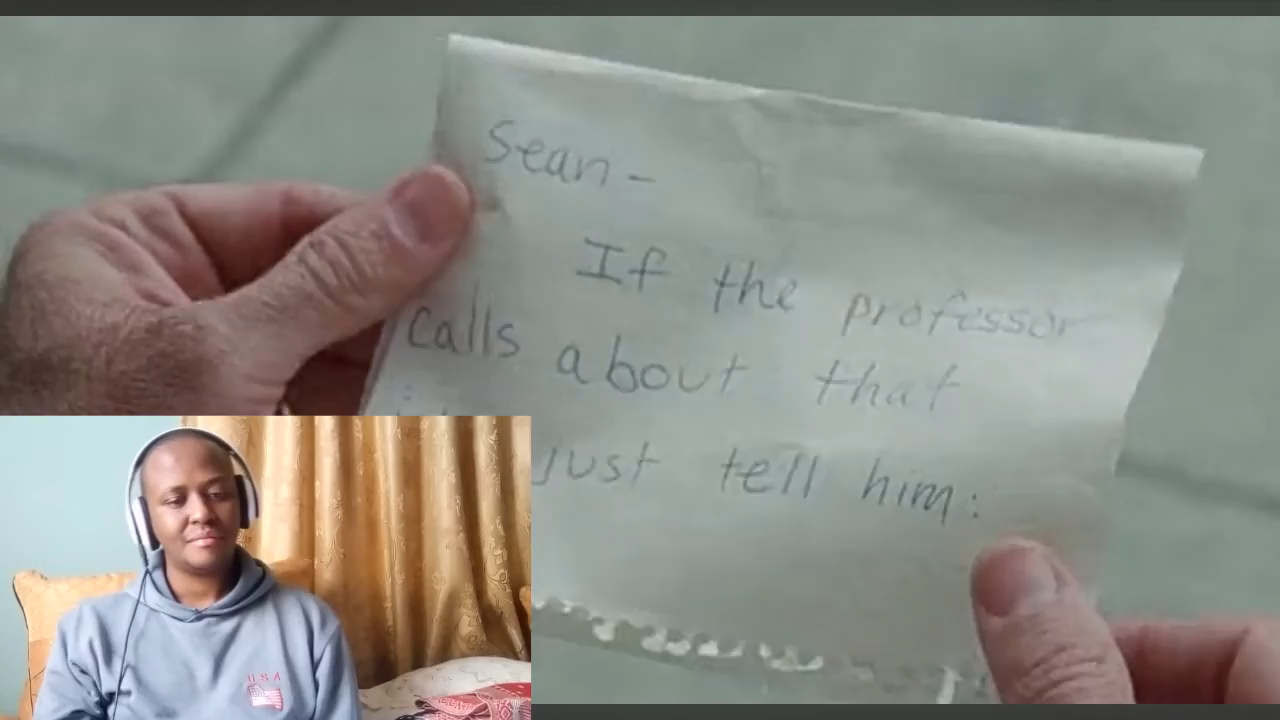 Sean-
If the professor
calls about that
just tell him:
USA